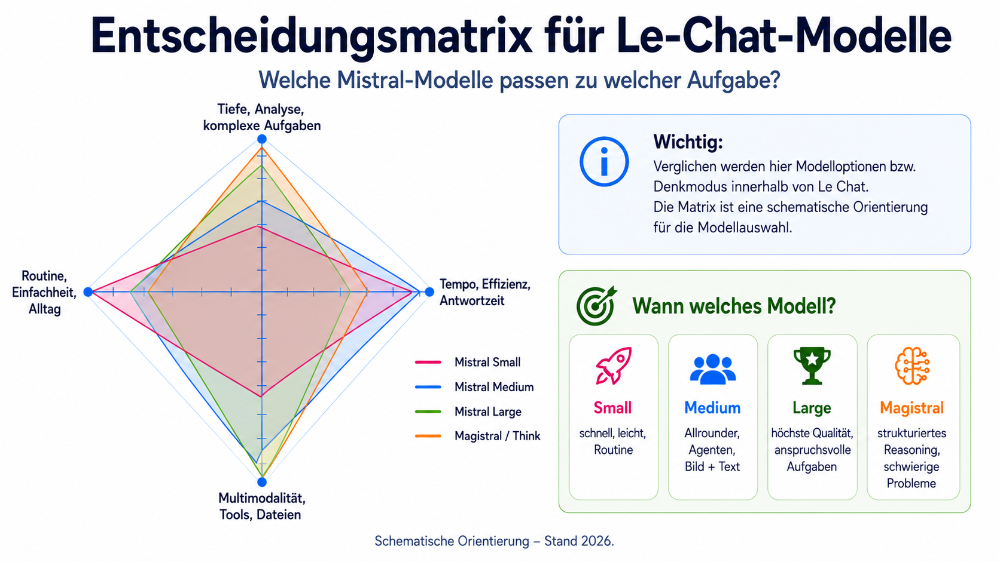 Entscheidungsmatrix für Le-Chat-Modelle
Welche Mistral-Modelle passen zu welcher Aufgabe?
Tiefe, Analyse,
komplexe Aufgaben
Routine,
Einfachheit,
Alltag
Tempo, Effizienz,
Antwortzeit
Multimodalität,
Tools, Dateien
Mistral Small
Mistral Medium
Mistral Large
Magistral / Think
Wichtig:
Verglichen werden hier Modelloptionen bzw.
Denkmodus innerhalb von Le Chat.
Die Matrix ist eine schematische Orientierung
für die Modellauswahl.
Wann welches Modell?
Small
schnell, leicht,
Routine
Medium
Allrounder,
Agenten,
Bild + Text
Large
höchste Qualität,
anspruchsvolle
Aufgaben
Magistral
strukturiertes
Reasoning,
schwierige
Probleme
Schematische Orientierung – Stand 2026.